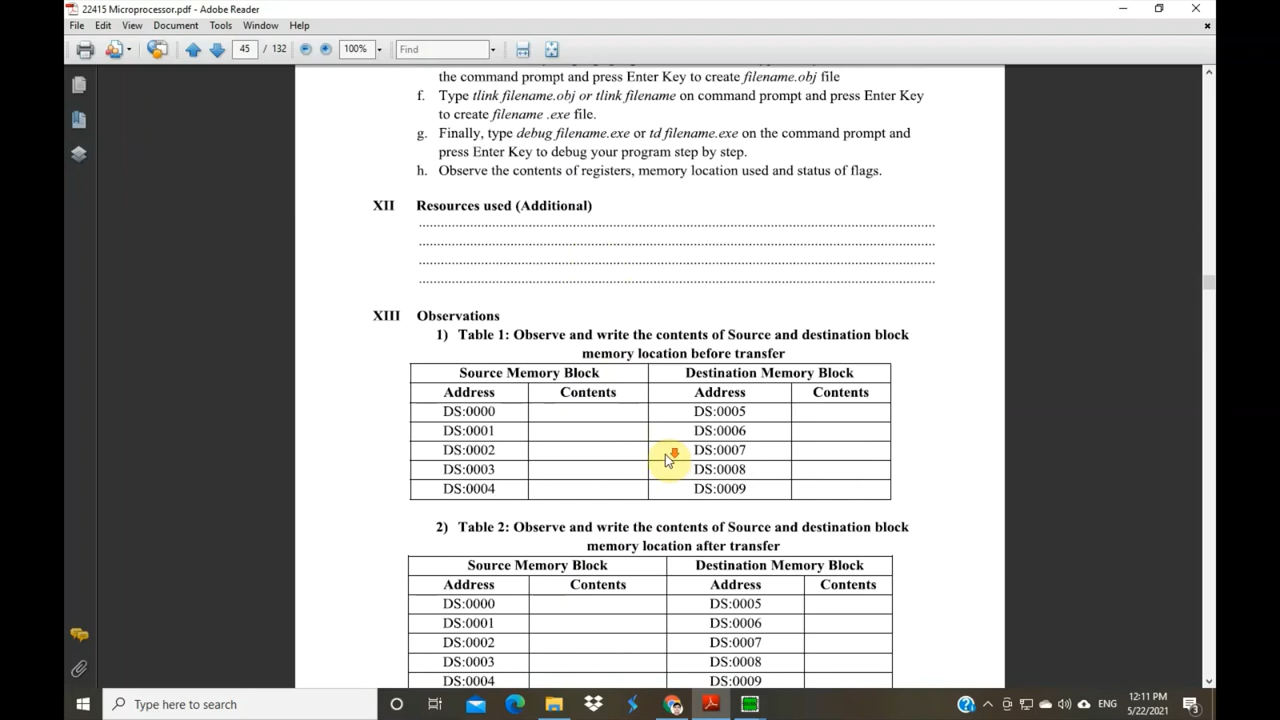 22415 Microprocessor.pdf - Adobe Reader
File Edit View Document Tools Window Help
45 / 132 100% Find
the command prompt and press Enter Key to create filename.obj file
f. Type tlink filename.obj or tlink filename on command prompt and press Enter Key
to create filename .exe file.
g. Finally, type debug filename.exe or td filename.exe on the command prompt and
press Enter Key to debug your program step by step.
h. Observe the contents of registers, memory location used and status of flags.
XII Resources used (Additional)
XIII Observations
1) Table 1: Observe and write the contents of Source and destination block
memory location before transfer
Source Memory Block Destination Memory Block
Address Contents Address Contents
DS:0000 DS:0005
DS:0001 DS:0006
DS:0002 DS:0007
DS:0003 DS:0008
DS:0004 DS:0009
2) Table 2: Observe and write the contents of Source and destination block
memory location after transfer
Source Memory Block Destination Memory Block
Address Contents Address Contents
DS:0000 DS:0005
DS:0001 DS:0006
DS:0002 DS:0007
DS:0003 DS:0008
DS:0004 DS:0009
Type here to search
ENG
12:11 PM
5/22/2021
3